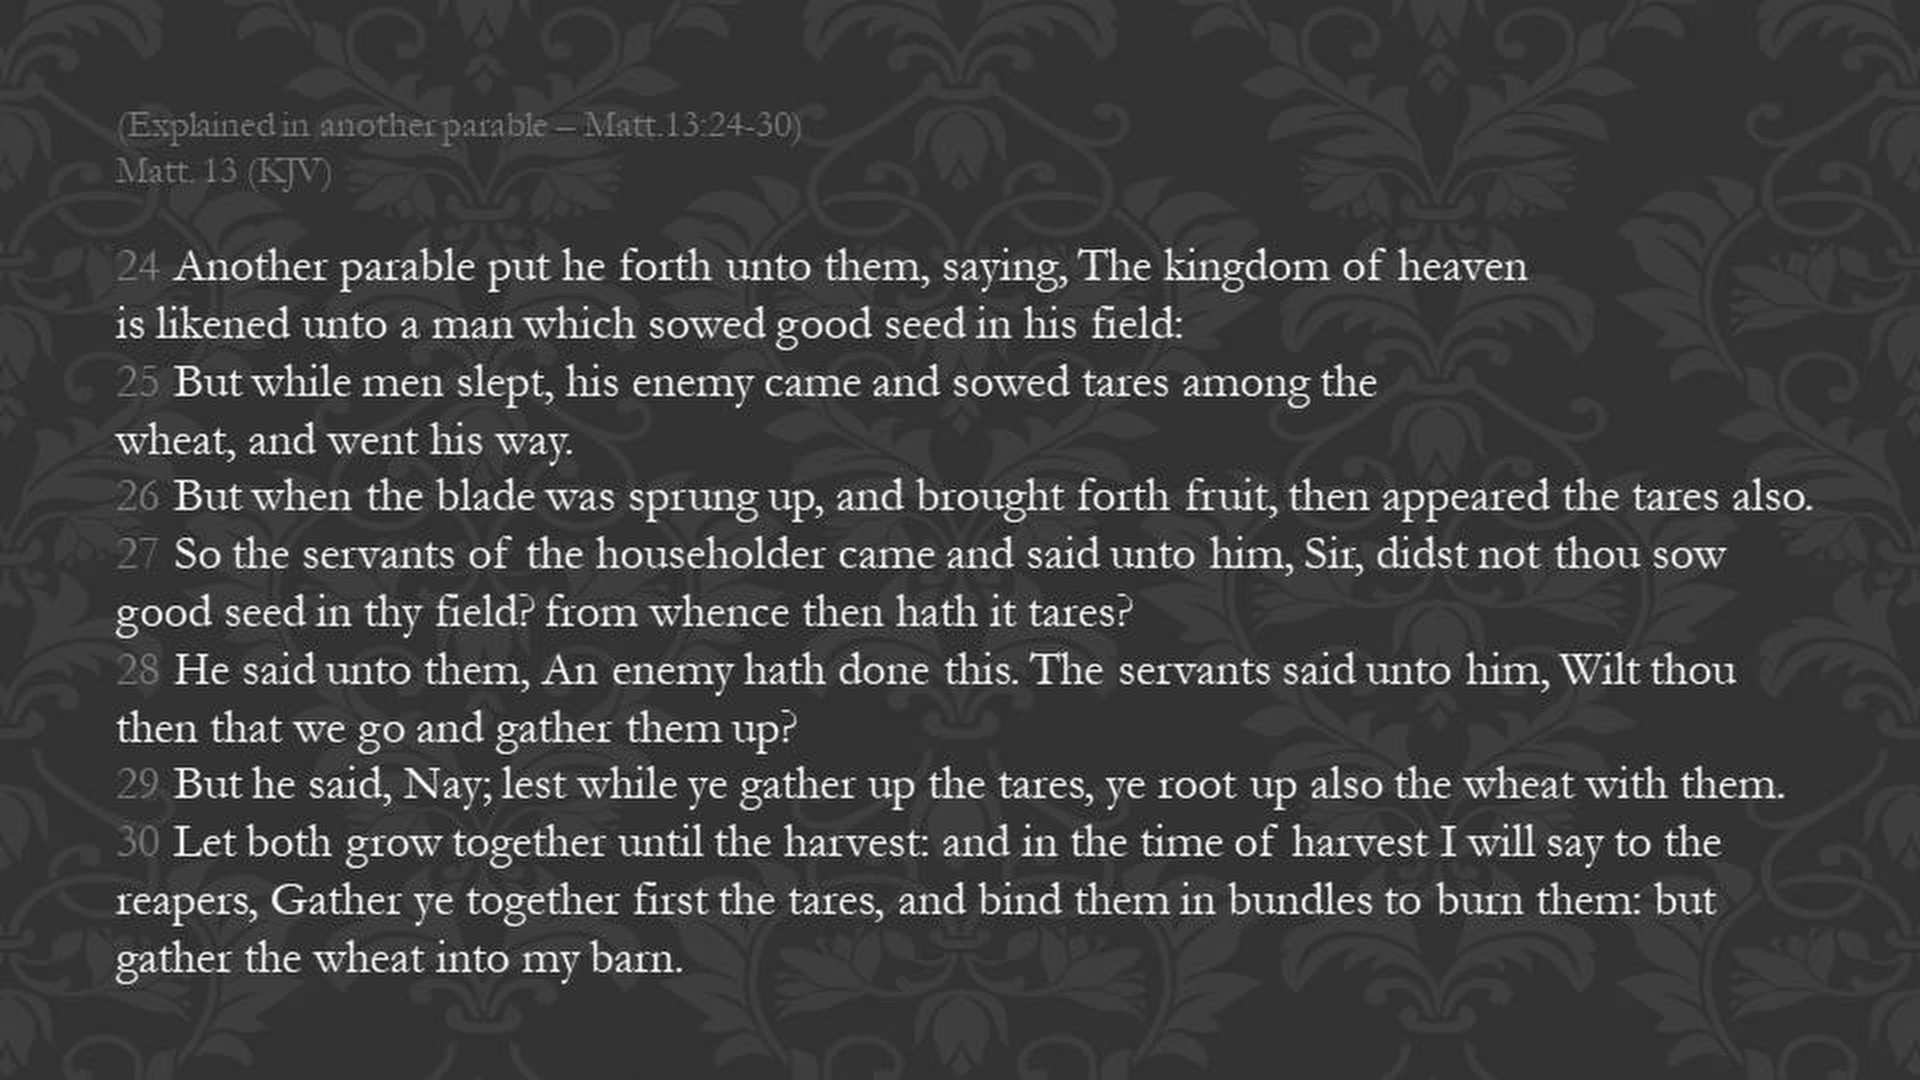 (Explained in another parable – Matt.13:24-30)
Matt. 13 (KJV)
24 Another parable put he forth unto them, saying, The kingdom of heaven
is likened unto a man which sowed good seed in his field:
25 But while men slept, his enemy came and sowed tares among the
wheat, and went his way.
26 But when the blade was sprung up, and brought forth fruit, then appeared the tares also.
27 So the servants of the householder came and said unto him, Sir, didst not thou sow
good seed in thy field? from whence then hath it tares?
28 He said unto them, An enemy hath done this. The servants said unto him, Wilt thou
then that we go and gather them up?
29 But he said, Nay; lest while ye gather up the tares, ye root up also the wheat with them.
30 Let both grow together until the harvest: and in the time of harvest I will say to the
reapers, Gather ye together first the tares, and bind them in bundles to burn them: but
gather the wheat into my barn.